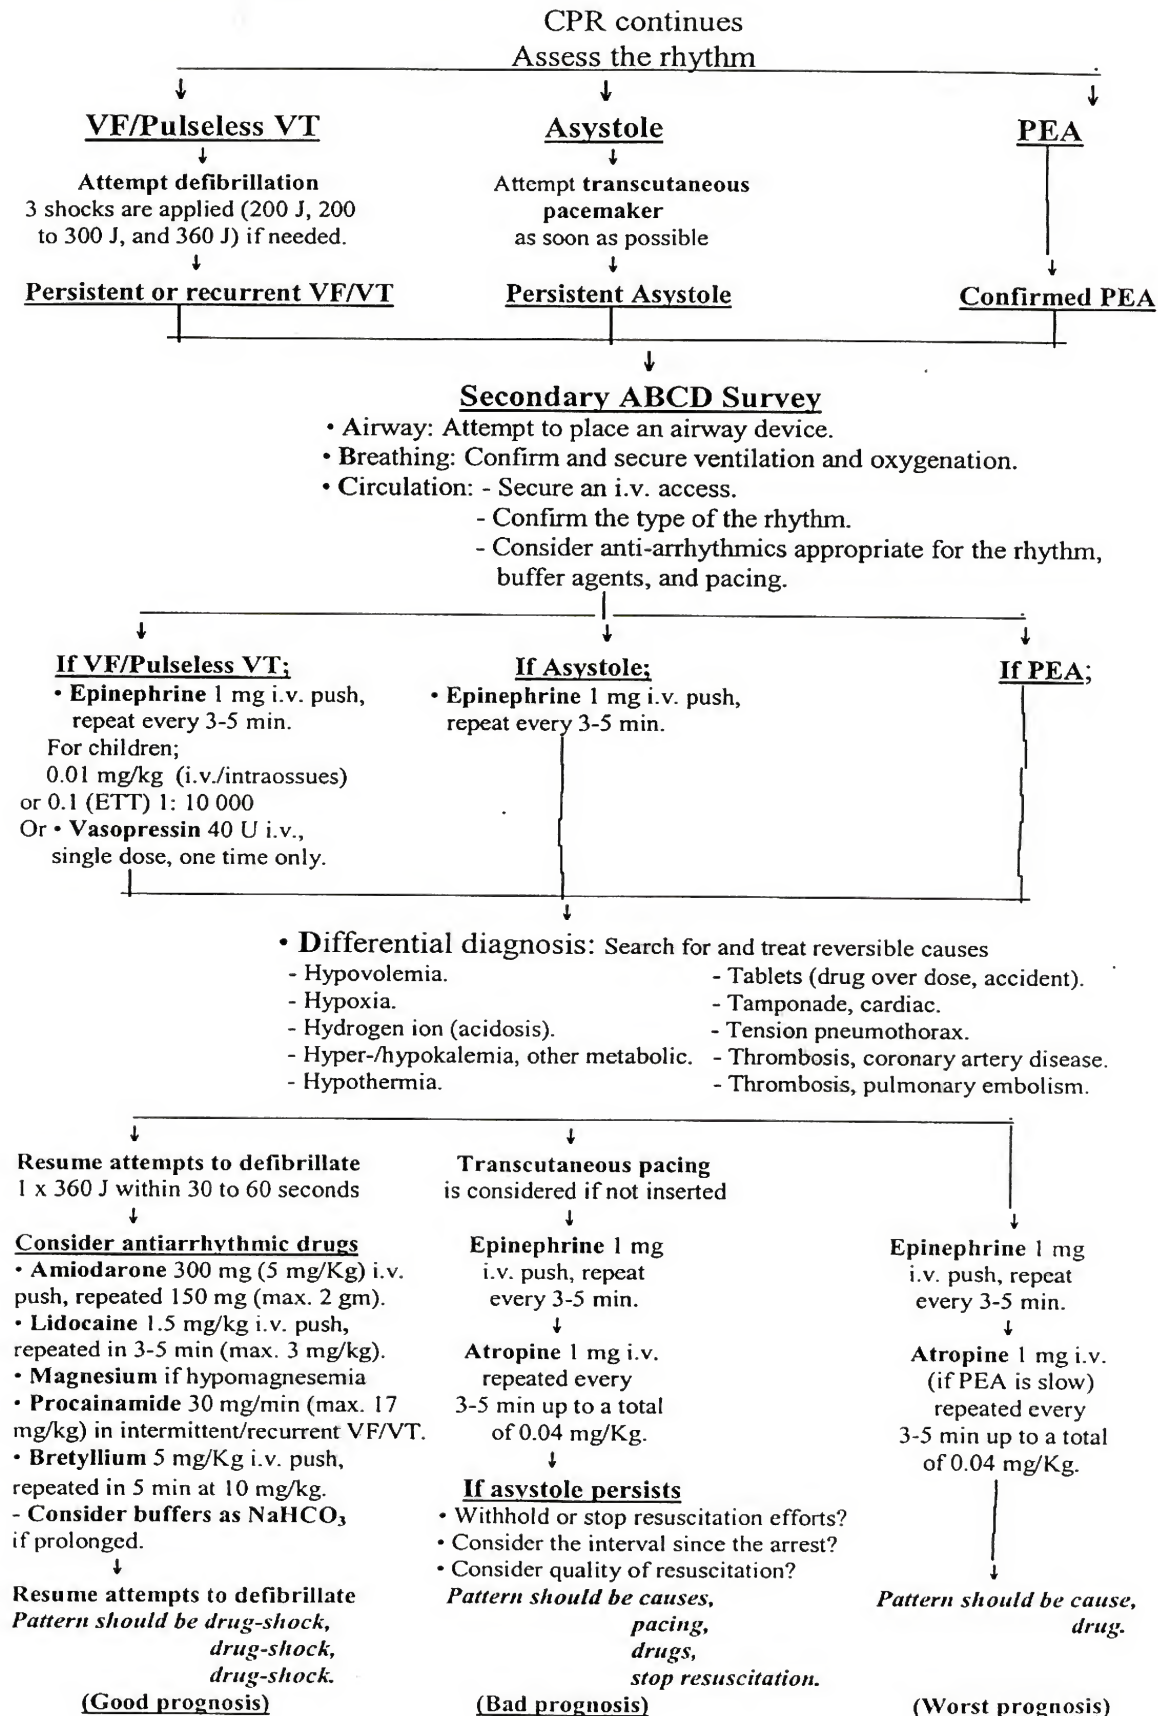 CPR continues
Assess the rhythm
VF/Pulseless VT
Attempt defibrillation
3 shocks are applied (200 J, 200
to 300 J, and 360 J) if needed.
Persistent or recurrent VF/VT
Asystole
Attempt transcutaneous
pacemaker
as soon as possible
Persistent Asystole
PEA
Confirmed PEA
Secondary ABCD Survey
• Airway: Attempt to place an airway device.
• Breathing: Confirm and secure ventilation and oxygenation.
• Circulation: - Secure an i.v. access.
- Confirm the type of the rhythm.
- Consider anti-arrhythmics appropriate for the rhythm,
buffer agents, and pacing.
If VF/Pulseless VT;
• Epinephrine 1 mg i.v. push,
repeat every 3-5 min.
For children;
0.01 mg/kg (i.v./intraossues)
or 0.1 (ETT) 1: 10 000
Or • Vasopressin 40 U i.v.,
single dose, one time only.
If Asystole;
• Epinephrine 1 mg i.v. push,
repeat every 3-5 min.
If PEA;
• Differential diagnosis: Search for and treat reversible causes
- Hypovolemia.
- Hypoxia.
- Hydrogen ion (acidosis).
- Hyper-/hypokalemia, other metabolic.
- Hypothermia.
- Tablets (drug over dose, accident).
- Tamponade, cardiac.
- Tension pneumothorax.
- Thrombosis, coronary artery disease.
- Thrombosis, pulmonary embolism.
Resume attempts to defibrillate
1 x 360 J within 30 to 60 seconds
Consider antiarrhythmic drugs
• Amiodarone 300 mg (5 mg/Kg) i.v.
push, repeated 150 mg (max. 2 gm).
• Lidocaine 1.5 mg/kg i.v. push,
repeated in 3-5 min (max. 3 mg/kg).
• Magnesium if hypomagnesemia
• Procainamide 30 mg/min (max. 17
mg/kg) in intermittent/recurrent VF/VT.
• Bretyllium 5 mg/Kg i.v. push,
repeated in 5 min at 10 mg/kg.
- Consider buffers as NaHCO₃
if prolonged.
Resume attempts to defibrillate
Pattern should be drug-shock,
drug-shock,
drug-shock.
(Good prognosis)
Transcutaneous pacing
is considered if not inserted
Epinephrine 1 mg
i.v. push, repeat
every 3-5 min.
Atropine 1 mg i.v.
repeated every
3-5 min up to a total
of 0.04 mg/Kg.
If asystole persists
• Withhold or stop resuscitation efforts?
• Consider the interval since the arrest?
• Consider quality of resuscitation?
Pattern should be causes,
pacing,
drugs,
stop resuscitation.
(Bad prognosis)
Epinephrine 1 mg
i.v. push, repeat
every 3-5 min.
Atropine 1 mg i.v.
(if PEA is slow)
repeated every
3-5 min up to a total
of 0.04 mg/Kg.
Pattern should be cause,
drug.
(Worst prognosis)